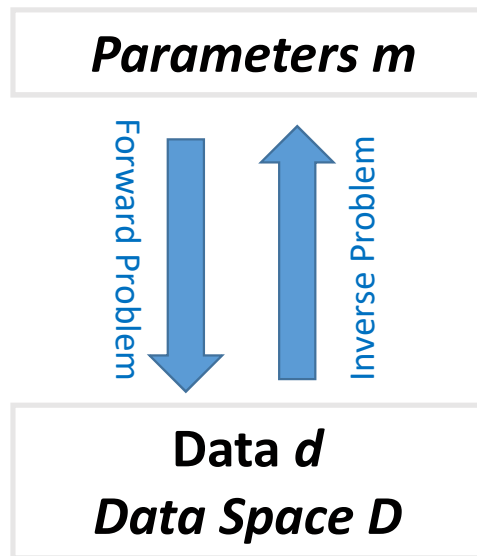 Parameters m
Forward Problem
Inverse Problem
Data d
Data Space D